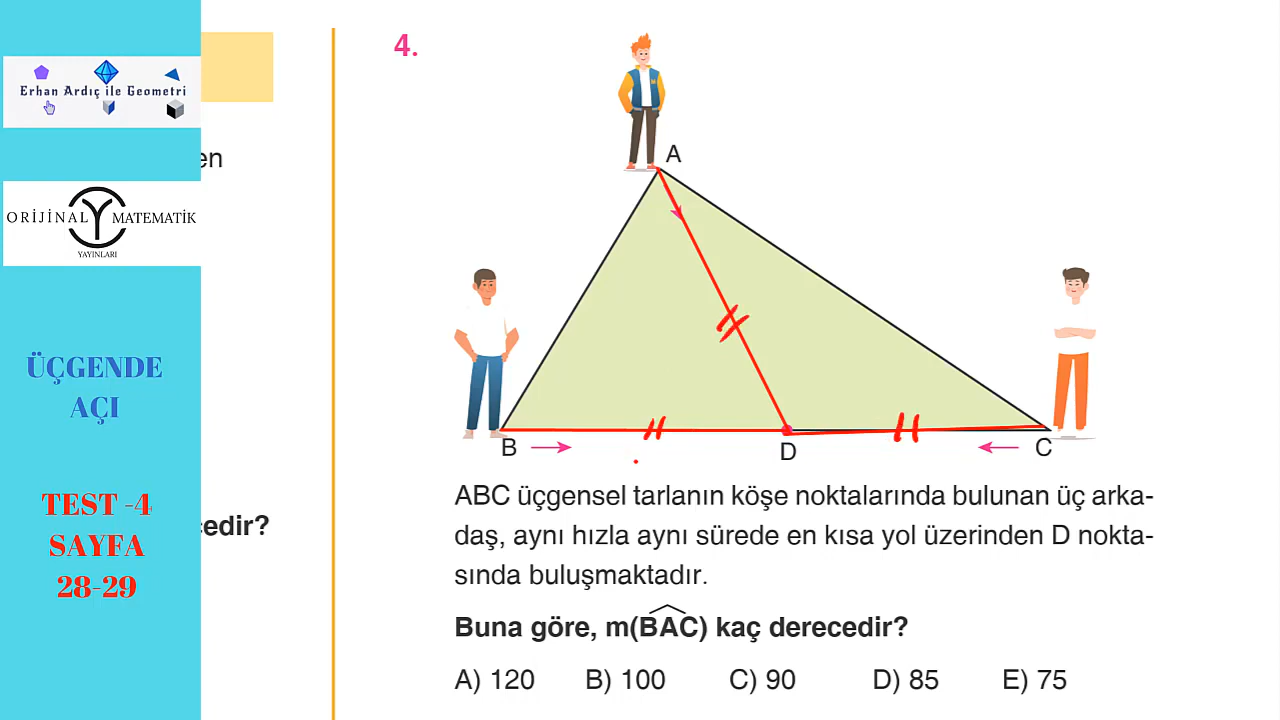 Erhan Ardıç ile Geometri
ORİJİNAL Y MATEMATİK
YAYINLARI
ÜÇGENDE
AÇI
TEST -4
SAYFA
28-29
en
cedir?
4.
A
B
D
C
ABC üçgensel tarlanın köşe noktalarında bulunan üç arka-
daş, aynı hızla aynı sürede en kısa yol üzerinden D nokta-
sında buluşmaktadır.
Buna göre, m(BAC) kaç derecedir?
A) 120 B) 100 C) 90 D) 85 E) 75